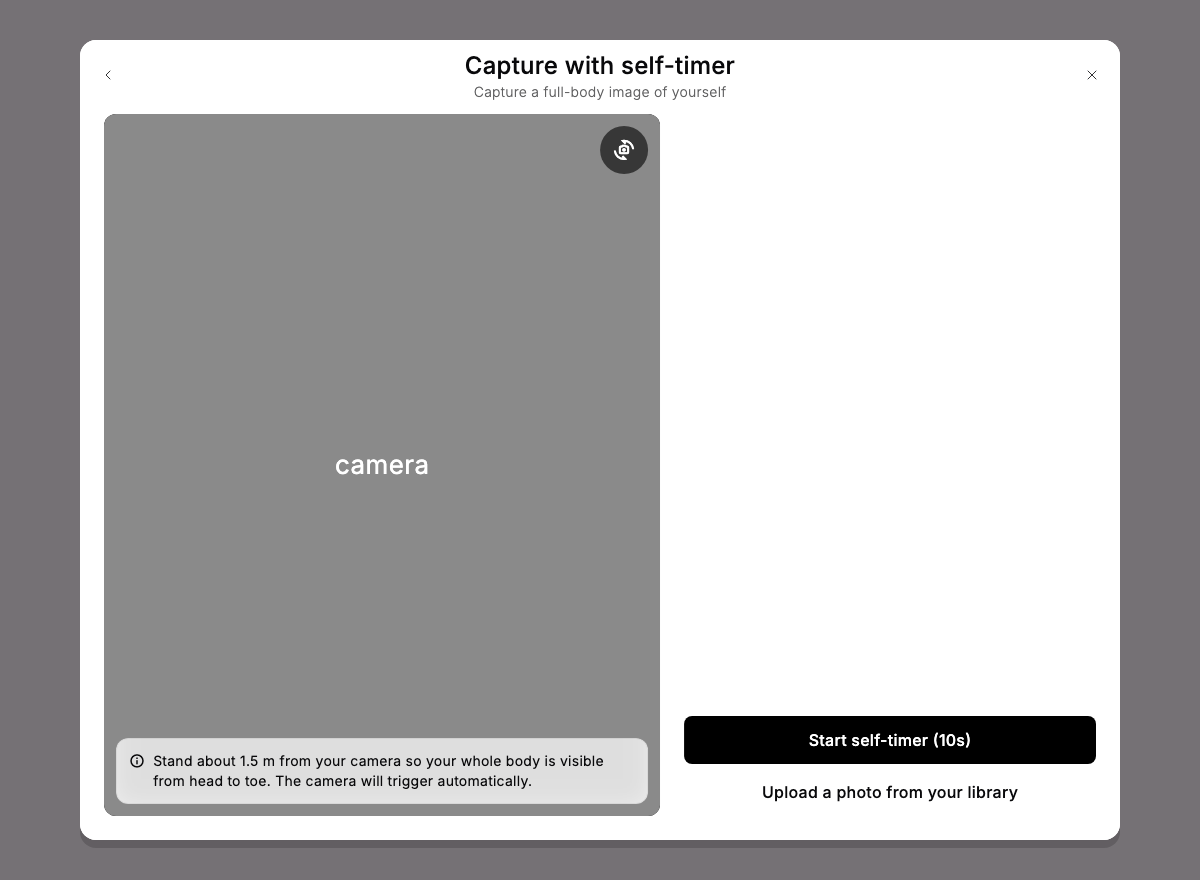 Capture with self-timer
Capture a full-body image of yourself
camera
Stand about 1.5 m from your camera so your whole body is visible
from head to toe. The camera will trigger automatically.
Start self-timer (10s)
Upload a photo from your library